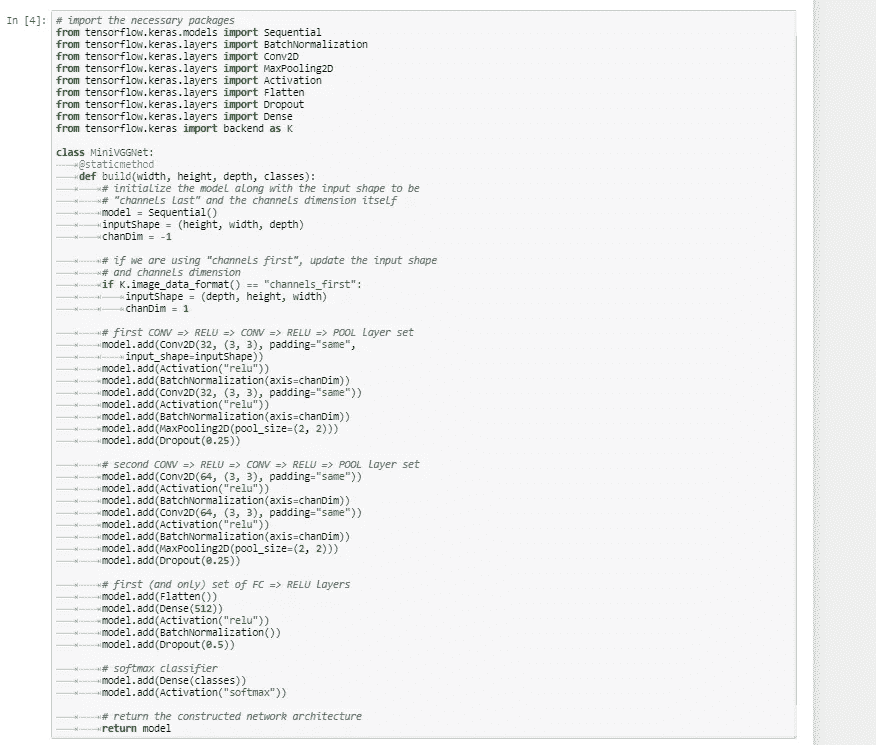 In [4]:
# import the necessary packages
from tensorflow.keras.models import Sequential
from tensorflow.keras.layers import BatchNormalization
from tensorflow.keras.layers import Conv2D
from tensorflow.keras.layers import MaxPooling2D
from tensorflow.keras.layers import Activation
from tensorflow.keras.layers import Flatten
from tensorflow.keras.layers import Dropout
from tensorflow.keras.layers import Dense
from tensorflow.keras import backend as K

class MiniVGGNet:
    @staticmethod
    def build(width, height, depth, classes):
        # initialize the model along with the input shape to be
        # "channels last" and the channels dimension itself
        model = Sequential()
        inputShape = (height, width, depth)
        chanDim = -1

        # if we are using "channels first", update the input shape
        # and channels dimension
        if K.image_data_format() == "channels_first":
            inputShape = (depth, height, width)
            chanDim = 1

        # first CONV => RELU => CONV => RELU => POOL layer set
        model.add(Conv2D(32, (3, 3), padding="same",
            input_shape=inputShape))
        model.add(Activation("relu"))
        model.add(BatchNormalization(axis=chanDim))
        model.add(Conv2D(32, (3, 3), padding="same"))
        model.add(Activation("relu"))
        model.add(BatchNormalization(axis=chanDim))
        model.add(MaxPooling2D(pool_size=(2, 2)))
        model.add(Dropout(0.25))

        # second CONV => RELU => CONV => RELU => POOL layer set
        model.add(Conv2D(64, (3, 3), padding="same"))
        model.add(Activation("relu"))
        model.add(BatchNormalization(axis=chanDim))
        model.add(Conv2D(64, (3, 3), padding="same"))
        model.add(Activation("relu"))
        model.add(BatchNormalization(axis=chanDim))
        model.add(MaxPooling2D(pool_size=(2, 2)))
        model.add(Dropout(0.25))

        # first (and only) set of FC => RELU layers
        model.add(Flatten())
        model.add(Dense(512))
        model.add(Activation("relu"))
        model.add(BatchNormalization())
        model.add(Dropout(0.5))

        # softmax classifier
        model.add(Dense(classes))
        model.add(Activation("softmax"))

        # return the constructed network architecture
        return model